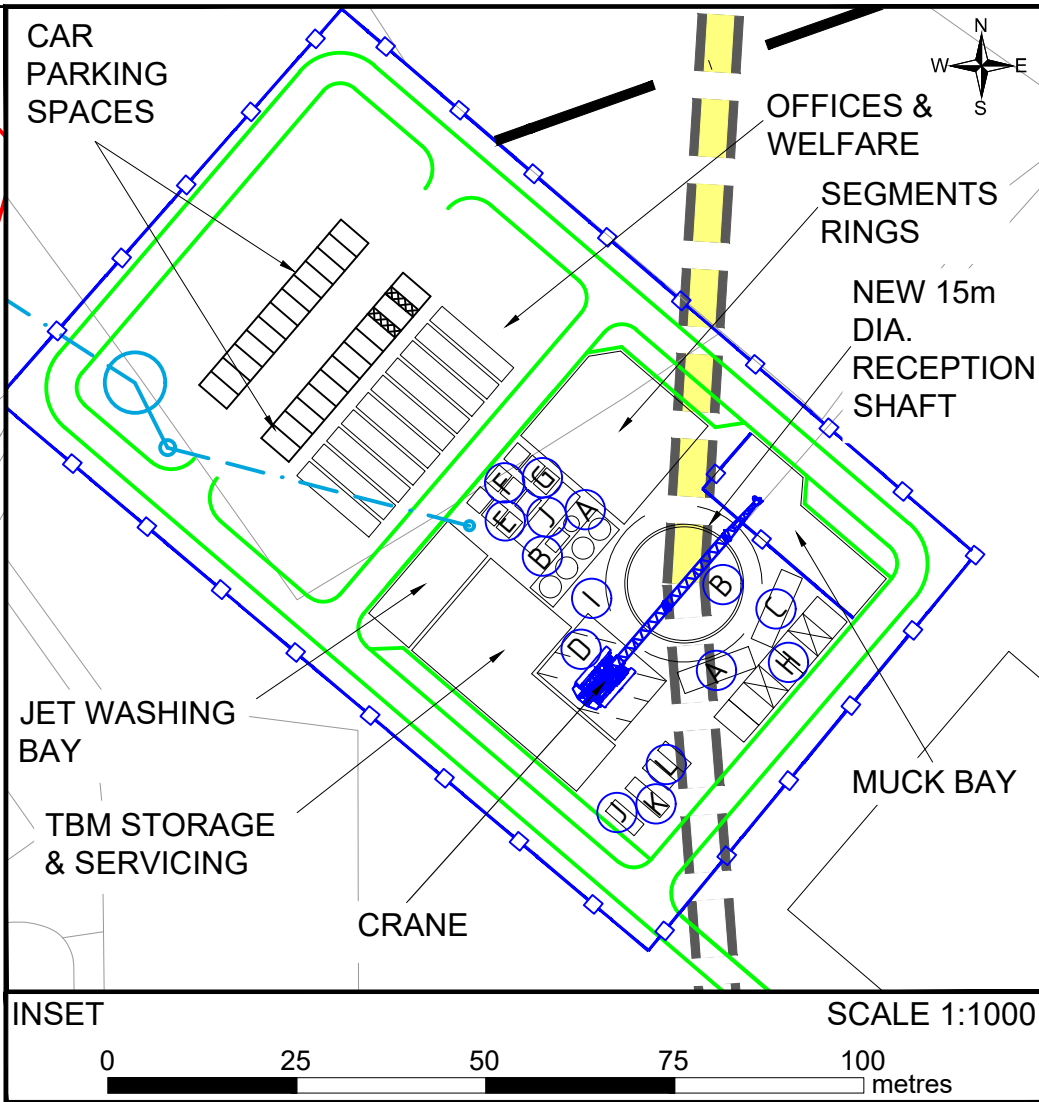 CAR
PARKING
SPACES
N
W
E
S
OFFICES &
WELFARE
SEGMENTS
RINGS
NEW 15m
DIA.
RECEPTION
SHAFT
F
G
E
J
A
B
I
D
B
C
A
H
L
K
J
JET WASHING
BAY
TBM STORAGE
& SERVICING
CRANE
MUCK BAY
INSET
SCALE 1:1000
0 25 50 75 100
metres